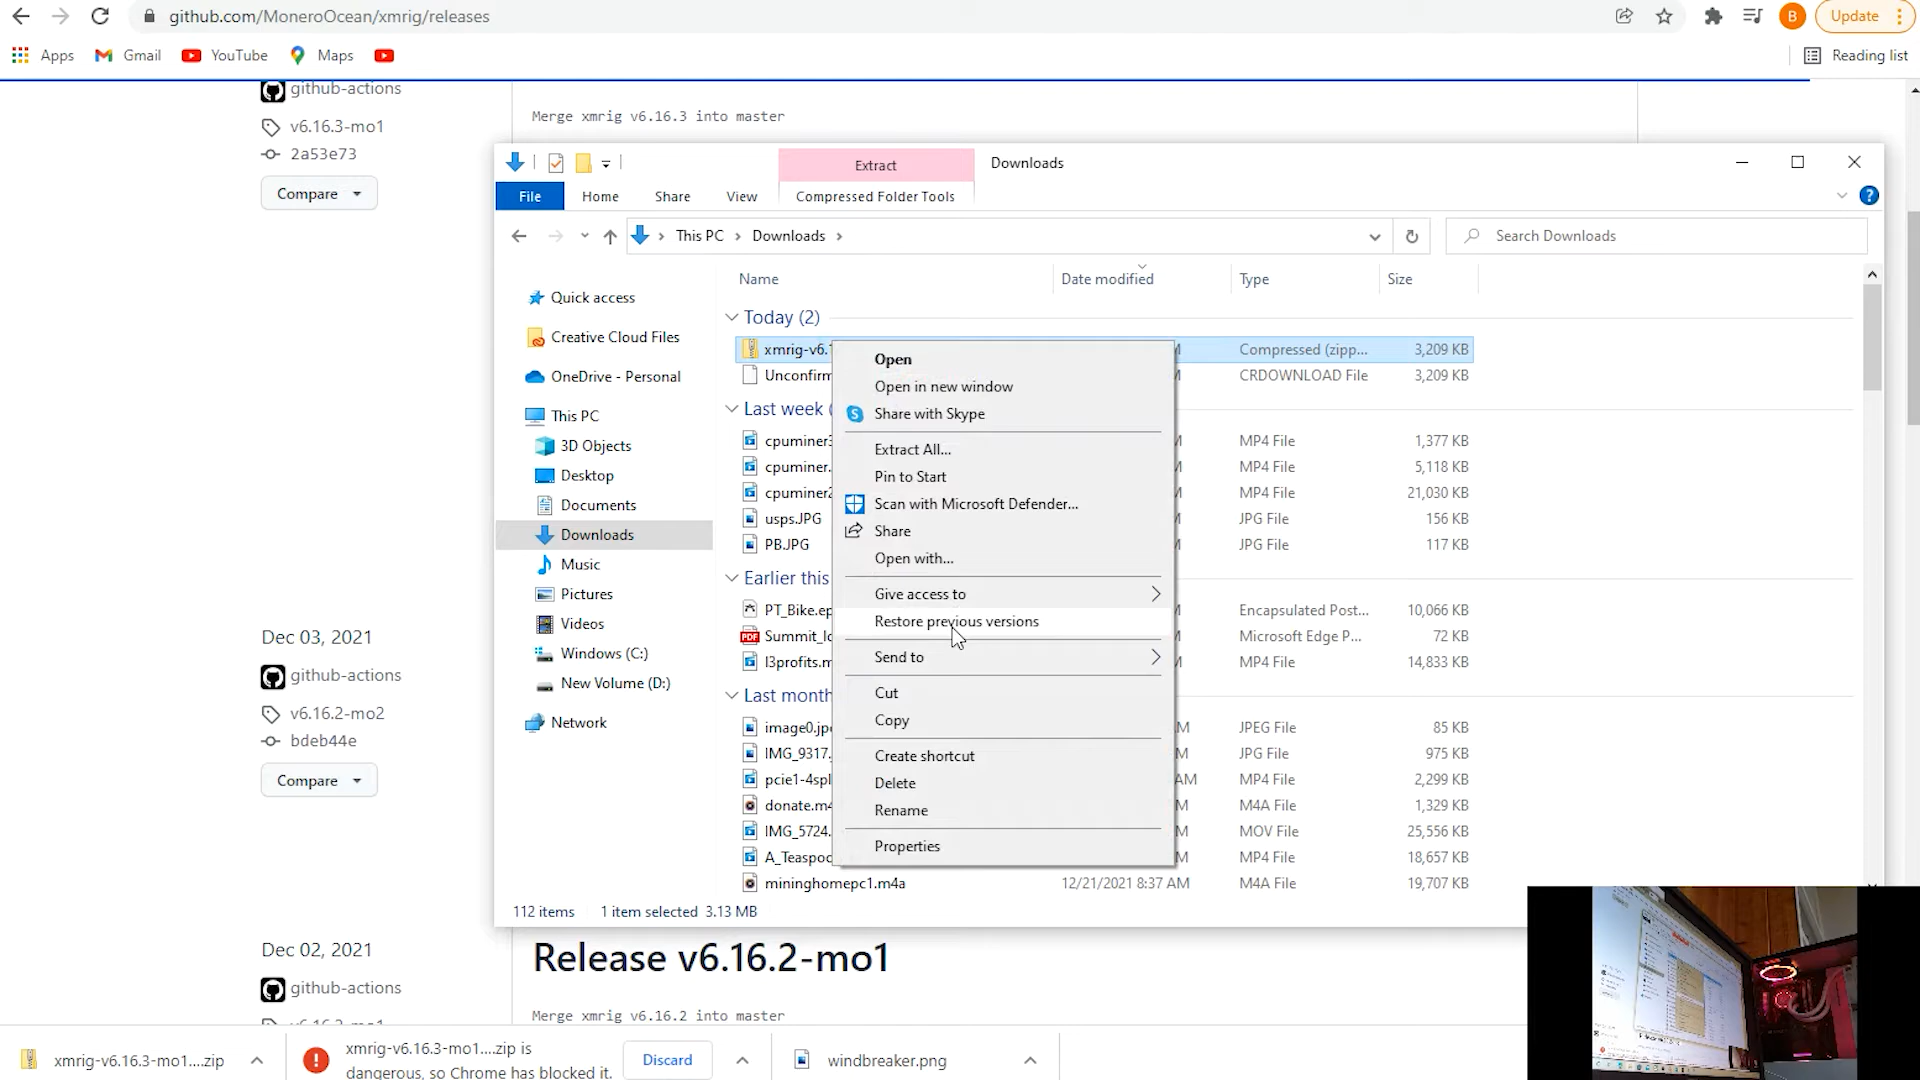 github.com/MoneroOcean/xmrig/releases
B
Update
Apps
Gmail
YouTube
Maps
Reading list
github-actions
v6.16.3-mo1
2a53e73
Compare
Merge xmrig v6.16.3 into master
Extract
Downloads
File
Home
Share
View
Compressed Folder Tools
This PC
Downloads
Search Downloads
Quick access
Creative Cloud Files
OneDrive - Personal
This PC
3D Objects
Desktop
Documents
Downloads
Music
Pictures
Videos
Windows (C:)
New Volume (D:)
Network
Name
Date modified
Type
Size
Today (2)
xmrig-v6.1
Compressed (zipp...
3,209 KB
Unconfirm
CRDOWNLOAD File
3,209 KB
Last week (
cpuminer3
MP4 File
1,377 KB
cpuminer.
MP4 File
5,118 KB
cpuminer2
MP4 File
21,030 KB
usps.JPG
JPG File
156 KB
PB.JPG
JPG File
117 KB
Earlier this
PT_Bike.ep
Encapsulated Post...
10,066 KB
Summit_lo
Microsoft Edge P...
72 KB
l3profits.m
MP4 File
14,833 KB
Last month
image0.jpe
JPEG File
85 KB
IMG_9317.
JPG File
975 KB
pcie1-4spl
AM
MP4 File
2,299 KB
donate.m4
M4A File
1,329 KB
IMG_5724.
MOV File
25,556 KB
A_Teaspoo
MP4 File
18,657 KB
mininghomepc1.m4a
12/21/2021 8:37 AM
M4A File
19,707 KB
Open
Open in new window
Share with Skype
Extract All...
Pin to Start
Scan with Microsoft Defender...
Share
Open with...
Give access to
Restore previous versions
Send to
Cut
Copy
Create shortcut
Delete
Rename
Properties
112 items
1 item selected 3.13 MB
Dec 03, 2021
github-actions
v6.16.2-mo2
bdeb44e
Compare
Dec 02, 2021
github-actions
v6.16.2-mo1
Release v6.16.2-mo1
Merge xmrig v6.16.2 into master
xmrig-v6.16.3-mo1....zip
xmrig-v6.16.3-mo1....zip is
dangerous, so Chrome has blocked it.
Discard
windbreaker.png